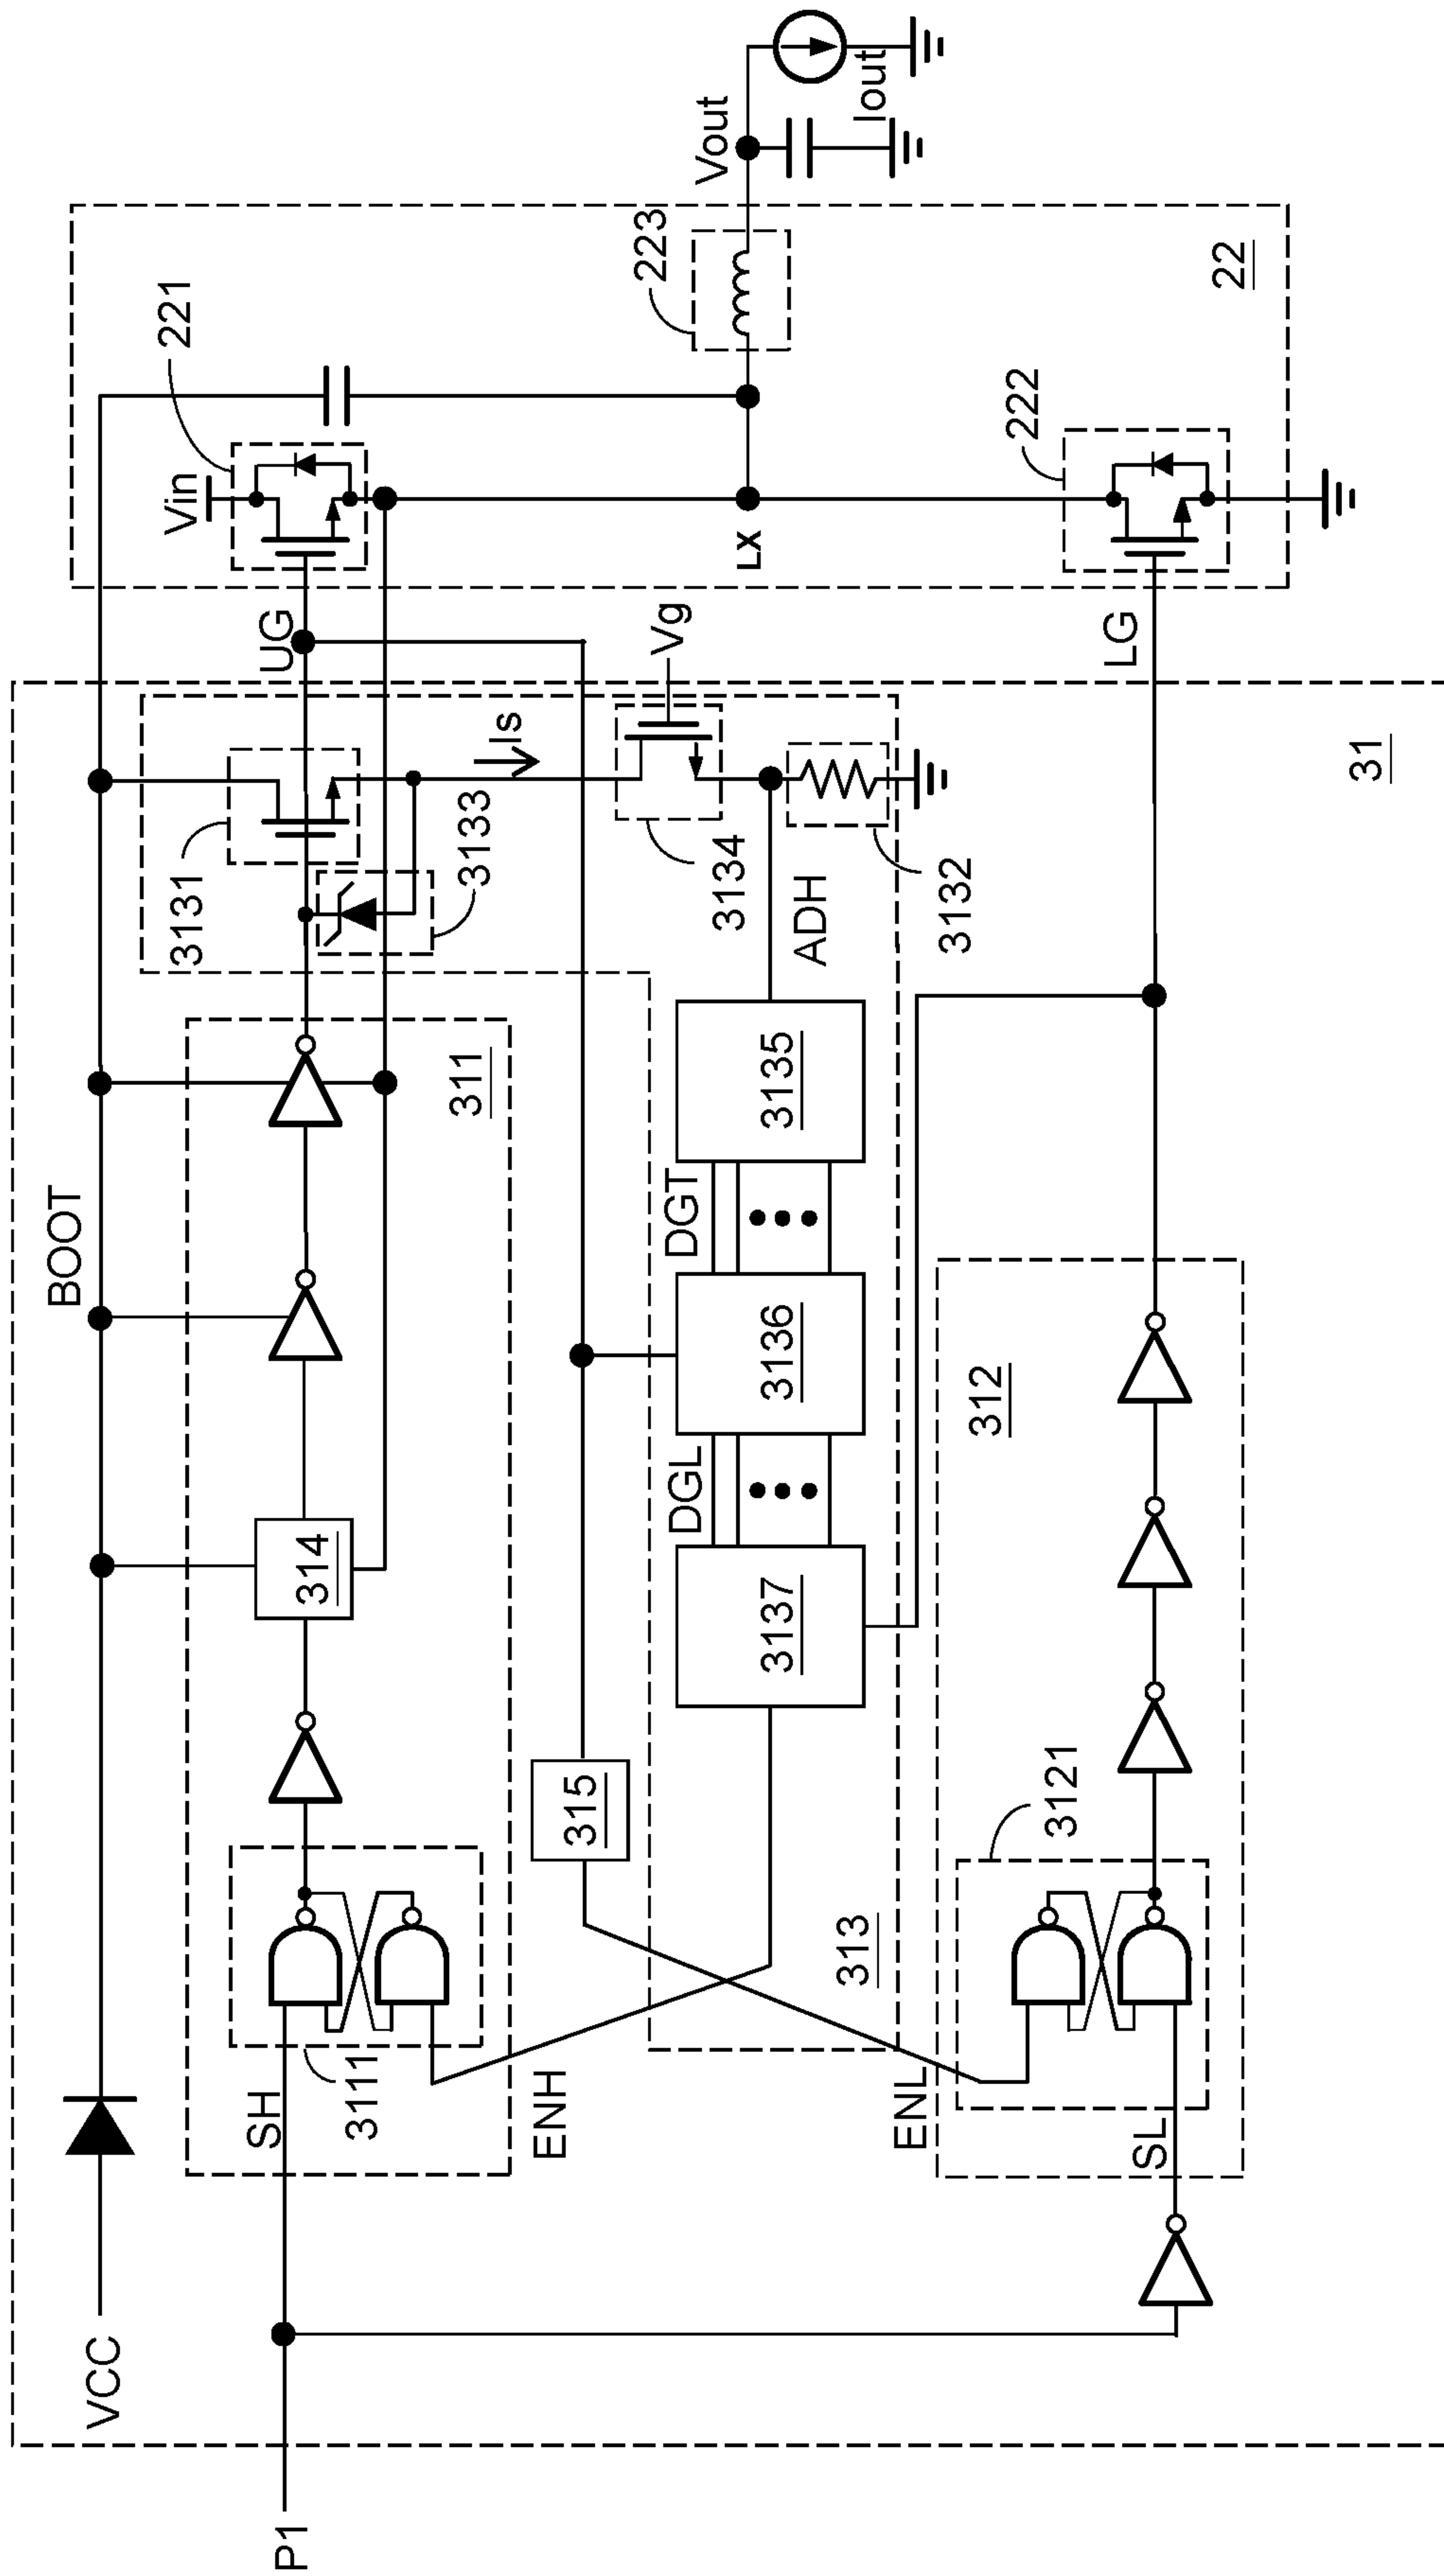 VCC
BOOT
P1
SH
3111
311
314
3131
3133
UG
Vin
221
Is
Vg
3134
3132
ADH
3135
DGT
3136
DGL
3137
315
313
ENH
ENL
SL
3121
312
LG
31
Lx
222
223
22
Vout
Iout